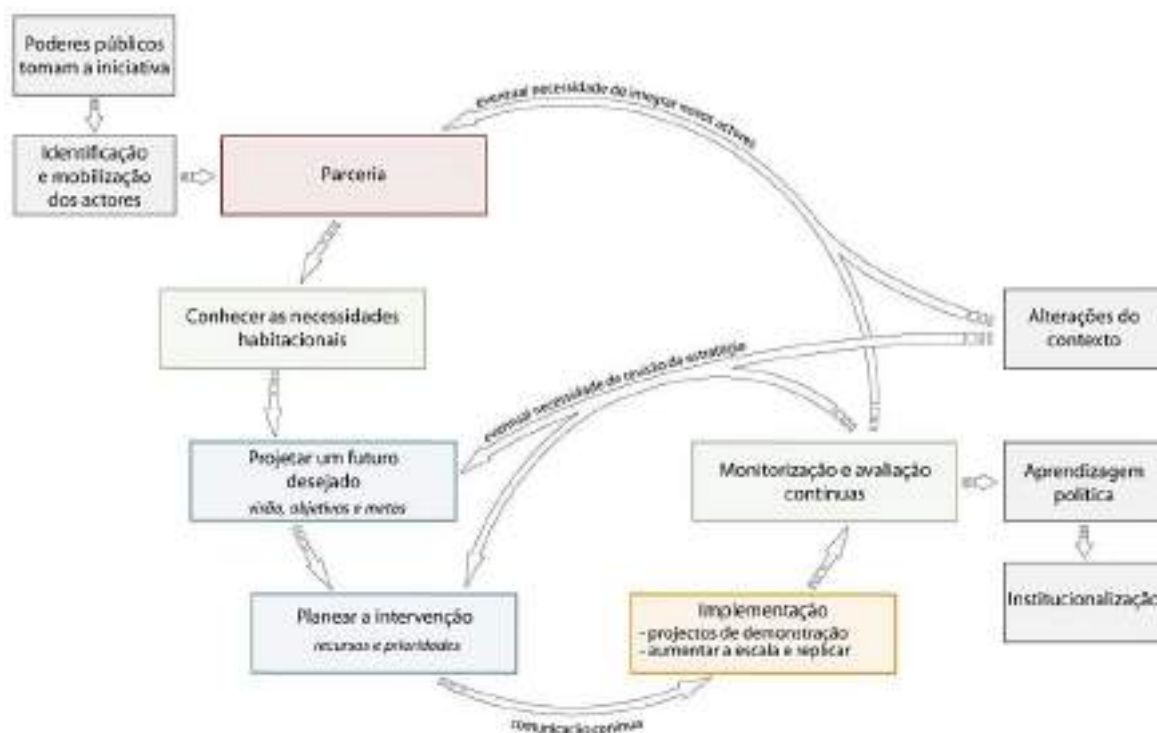 Poderes públicos
tomam a iniciativa
Identificação
e mobilização
dos actores
Parceria
eventual necessidade de integrar novos actores
Conhecer as necessidades
habitacionais
Alterações do
contexto
eventual necessidade de revisão da estratégia
Projetar um futuro
desejado
visão, objetivos e metas
Monitorização e avaliação
contínuas
Aprendizagem
política
Planear a intervenção
recursos e prioridades
Implementação
- projectos de demonstração
- aumentar a escala e replicar
Institucionalização
comunicação contínua